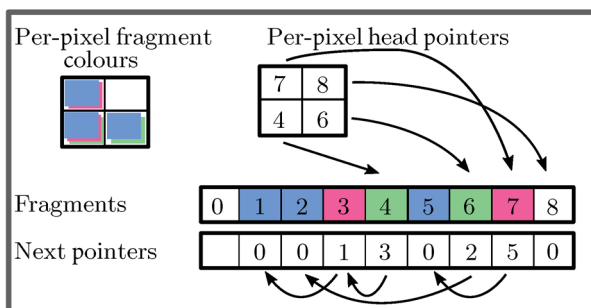 Per-pixel fragment colours
Per-pixel head pointers
7 8
4 6
Fragments 0 1 2 3 4 5 6 7 8
Next pointers 0 0 1 3 0 2 5 0